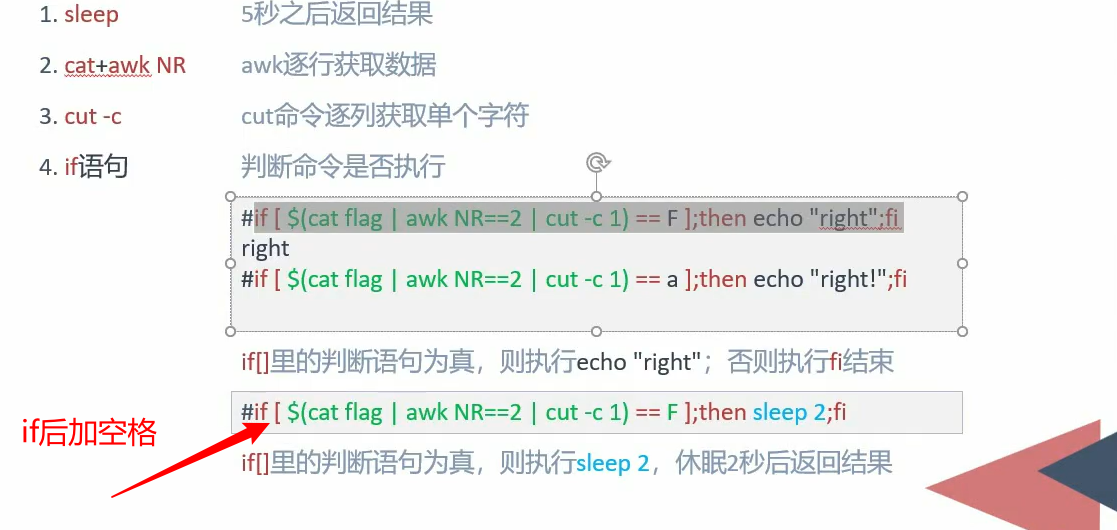 1. sleep 5秒之后返回结果
2. cat+awk NR awk逐行获取数据
3. cut -c cut命令逐列获取单个字符
4. if语句 判断命令是否执行
#if [ $(cat flag | awk NR==2 | cut -c 1) == F ];then echo "right";fi
right
#if [ $(cat flag | awk NR==2 | cut -c 1) == a ];then echo "right!";fi
if[]里的判断语句为真，则执行echo "right"；否则执行fi结束
#if [ $(cat flag | awk NR==2 | cut -c 1) == F ];then sleep 2;fi
if后加空格
if[]里的判断语句为真，则执行sleep 2，休眠2秒后返回结果